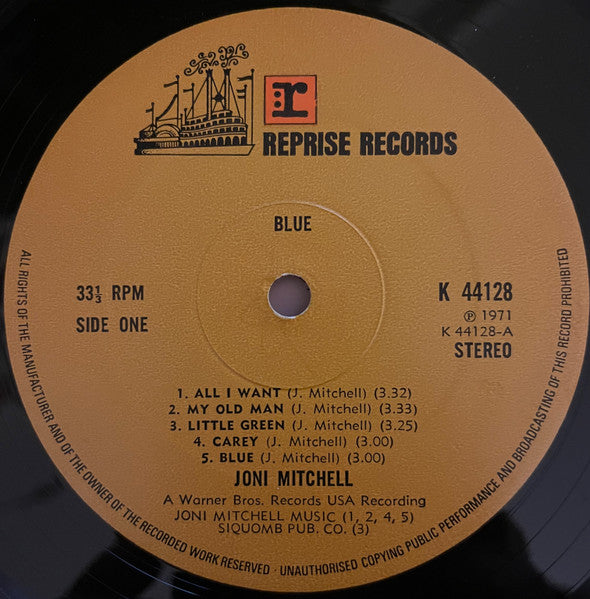 r
REPRISE RECORDS
BLUE
33⅓ RPM
SIDE ONE
K 44128
℗ 1971
K 44128-A
STEREO
1. ALL I WANT (J. Mitchell) (3.32)
2. MY OLD MAN (J. Mitchell) (3.33)
3. LITTLE GREEN (J. Mitchell) (3.25)
4. CAREY (J. Mitchell) (3.00)
5. BLUE (J. Mitchell) (3.00)
JONI MITCHELL
A Warner Bros. Records USA Recording
JONI MITCHELL MUSIC (1, 2, 4, 5)
SIQUOMB PUB. CO. (3)
ALL RIGHTS OF THE MANUFACTURER AND OF THE OWNER OF THE RECORDED WORK RESERVED · UNAUTHORISED COPYING PUBLIC PERFORMANCE AND BROADCASTING OF THIS RECORD PROHIBITED